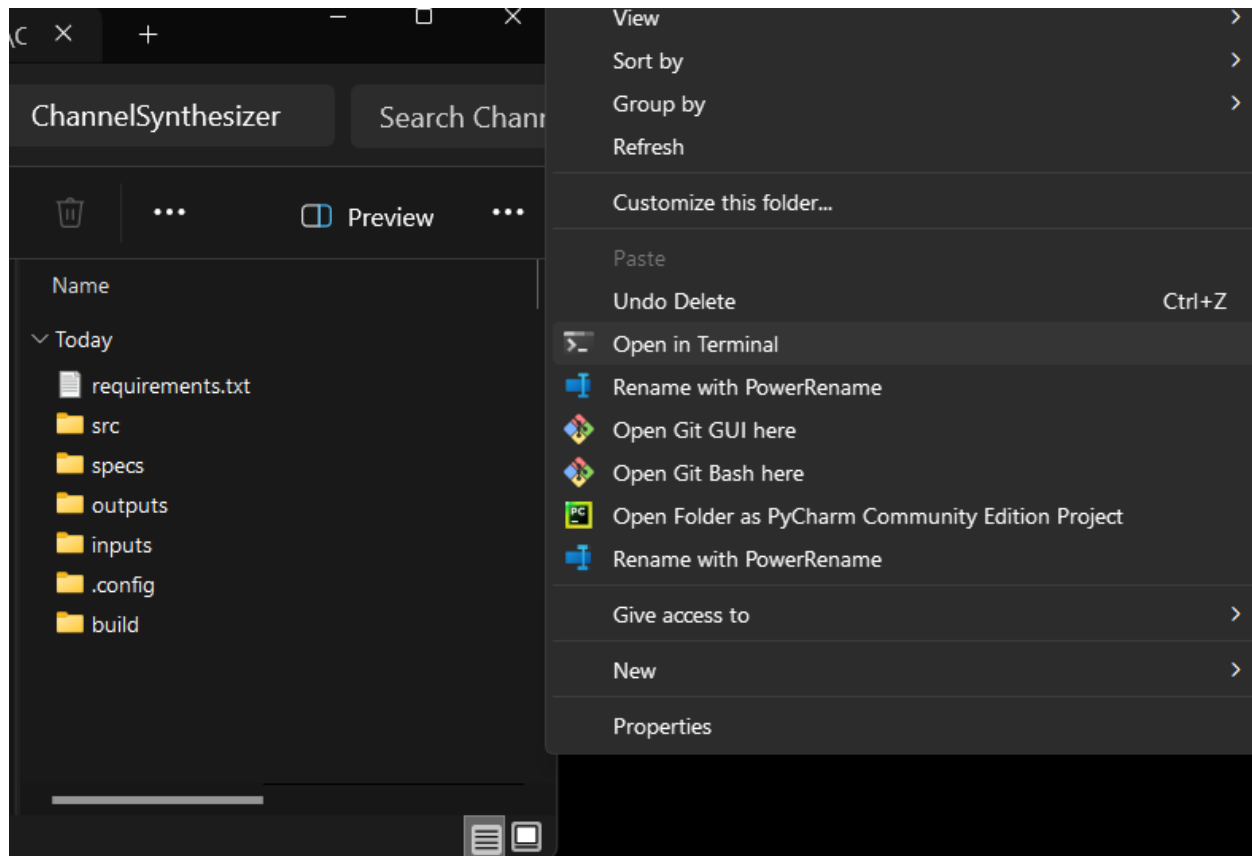 ChannelSynthesizer
Search Chann
Preview
Name
Today
requirements.txt
src
specs
outputs
inputs
.config
build
View
Sort by
Group by
Refresh
Customize this folder...
Paste
Undo Delete Ctrl+Z
Open in Terminal
Rename with PowerRename
Open Git GUI here
Open Git Bash here
PC
Open Folder as PyCharm Community Edition Project
Rename with PowerRename
Give access to
New
Properties